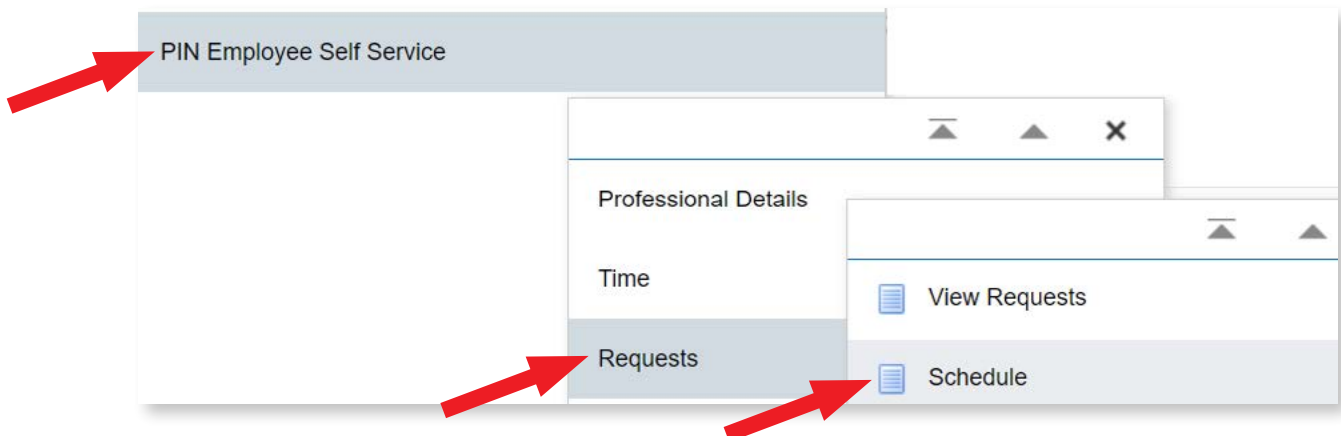 PIN Employee Self Service
Professional Details
Time
Requests
View Requests
Schedule